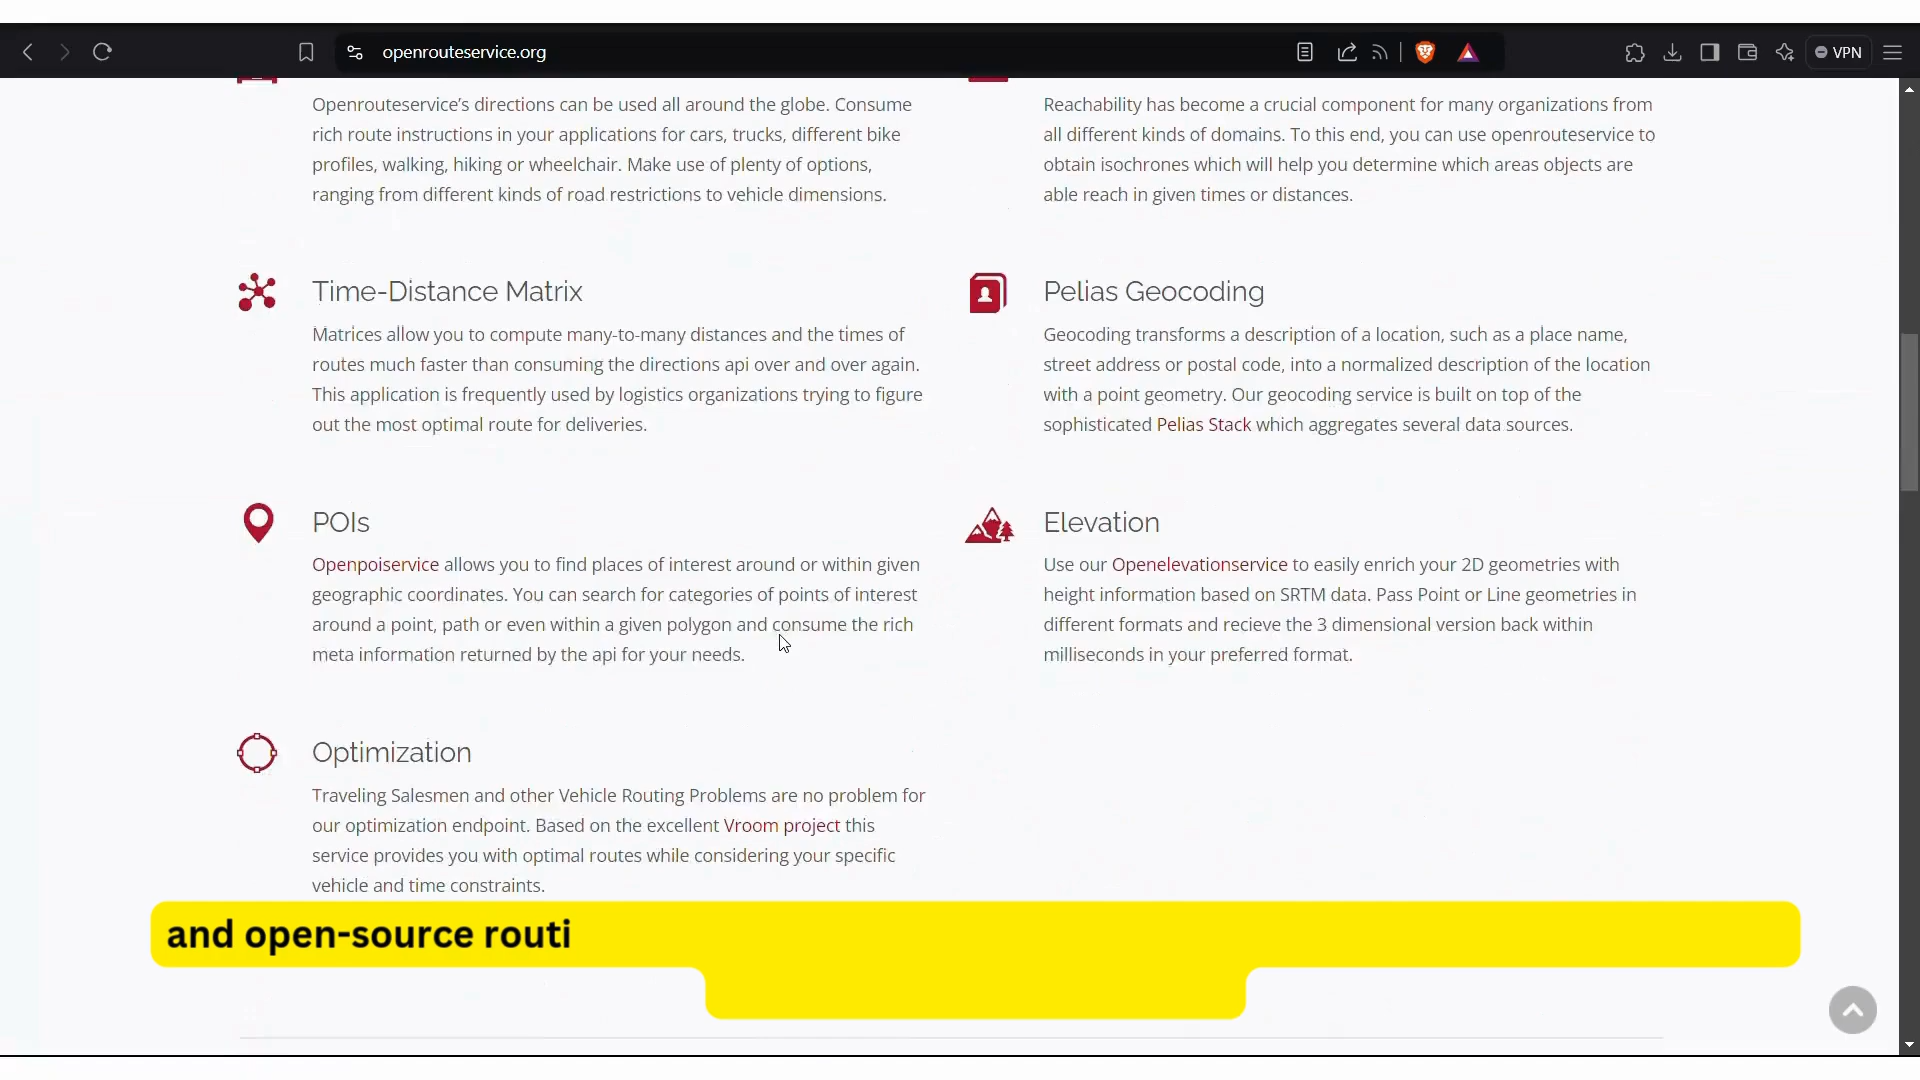 openrouteservice.org
VPN
Openrouteservice's directions can be used all around the globe. Consume
rich route instructions in your applications for cars, trucks, different bike
profiles, walking, hiking or wheelchair. Make use of plenty of options,
ranging from different kinds of road restrictions to vehicle dimensions.
Reachability has become a crucial component for many organizations from
all different kinds of domains. To this end, you can use openrouteservice to
obtain isochrones which will help you determine which areas objects are
able reach in given times or distances.
Time-Distance Matrix
Matrices allow you to compute many-to-many distances and the times of
routes much faster than consuming the directions api over and over again.
This application is frequently used by logistics organizations trying to figure
out the most optimal route for deliveries.
Pelias Geocoding
Geocoding transforms a description of a location, such as a place name,
street address or postal code, into a normalized description of the location
with a point geometry. Our geocoding service is built on top of the
sophisticated Pelias Stack which aggregates several data sources.
POIs
Openpoiservice allows you to find places of interest around or within given
geographic coordinates. You can search for categories of points of interest
around a point, path or even within a given polygon and consume the rich
meta information returned by the api for your needs.
Elevation
Use our Openelevationservice to easily enrich your 2D geometries with
height information based on SRTM data. Pass Point or Line geometries in
different formats and recieve the 3 dimensional version back within
milliseconds in your preferred format.
Optimization
Traveling Salesmen and other Vehicle Routing Problems are no problem for
our optimization endpoint. Based on the excellent Vroom project this
service provides you with optimal routes while considering your specific
vehicle and time constraints.
and open-source routi